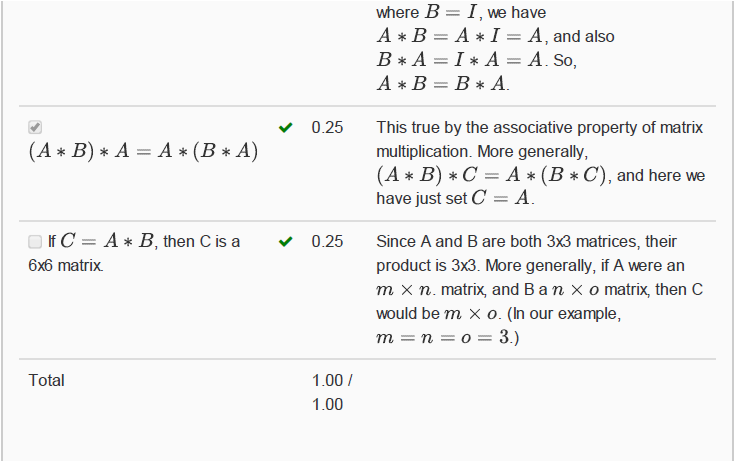 where B = I, we have
A ∗ B = A ∗ I = A, and also
B ∗ A = I ∗ A = A. So,
A ∗ B = B ∗ A.
(A ∗ B) ∗ A = A ∗ (B ∗ A)
0.25
This true by the associative property of matrix
multiplication. More generally,
(A ∗ B) ∗ C = A ∗ (B ∗ C), and here we
have just set C = A.
If C = A ∗ B, then C is a
6x6 matrix.
0.25
Since A and B are both 3x3 matrices, their
product is 3x3. More generally, if A were an
m × n. matrix, and B a n × o matrix, then C
would be m × o. (In our example,
m = n = o = 3.)
Total
1.00 /
1.00